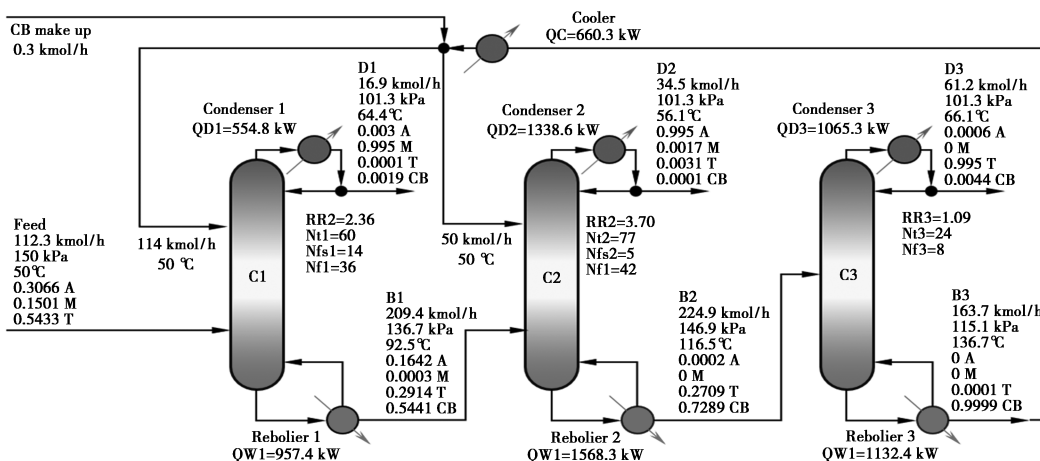 CB make up
0.3 kmol/h
Cooler
QC=660.3 kW
D1
16.9 kmol/h
101.3 kPa
64.4℃
0.003 A
0.995 M
0.0001 T
0.0019 CB
Condenser 1
QD1=554.8 kW
D2
34.5 kmol/h
101.3 kPa
56.1℃
0.995 A
0.0017 M
0.0031 T
0.0001 CB
Condenser 2
QD2=1338.6 kW
D3
61.2 kmol/h
101.3 kPa
66.1℃
0.0006 A
0 M
0.995 T
0.0044 CB
Condenser 3
QD3=1065.3 kW
Feed
112.3 kmol/h
150 kPa
50℃
0.3066 A
0.1501 M
0.5433 T
114 kmol/h
50 ℃
C1
RR2=2.36
Nt1=60
Nfs1=14
Nf1=36
50 kmol/h
50 ℃
C2
RR2=3.70
Nt2=77
Nfs2=5
Nf1=42
C3
RR3=1.09
Nt3=24
Nf3=8
B1
209.4 kmol/h
136.7 kPa
92.5℃
0.1642 A
0.0003 M
0.2914 T
0.5441 CB
B2
224.9 kmol/h
146.9 kPa
116.5℃
0.0002 A
0 M
0.2709 T
0.7289 CB
B3
163.7 kmol/h
115.1 kPa
136.7℃
0 A
0 M
0.0001 T
0.9999 CB
Rebolier 1
QW1=957.4 kW
Rebolier 2
QW1=1568.3 kW
Rebolier 3
QW1=1132.4 kW